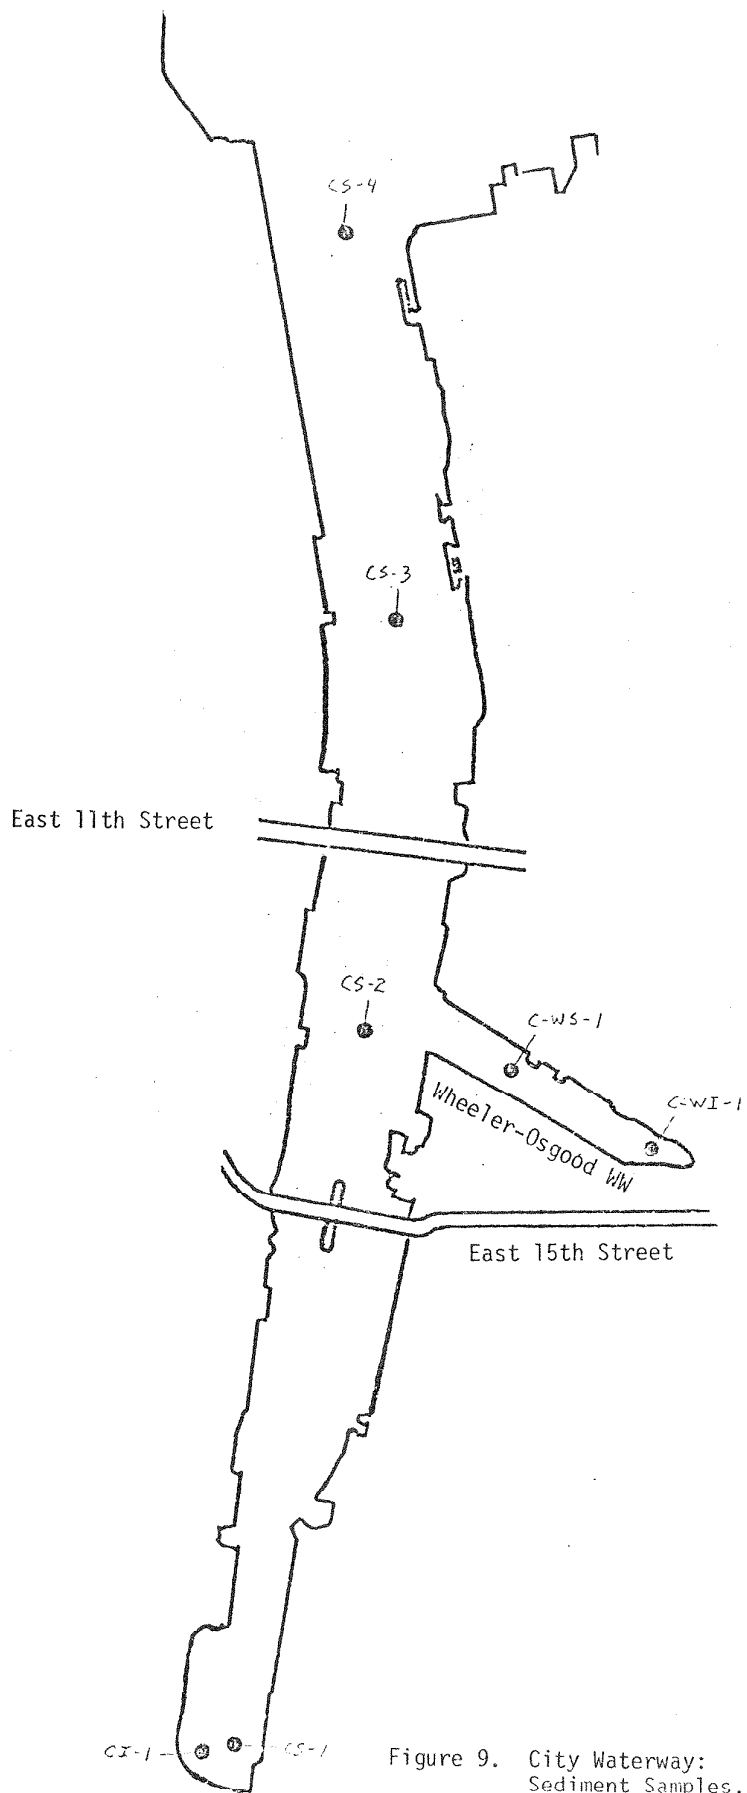 CS-4
CS-3
East 11th Street
CS-2
C-WS-1
C-WI-1
Wheeler-Osgood WW
East 15th Street
CI-1
CS-1
Figure 9. City Waterway:
Sediment Samples.